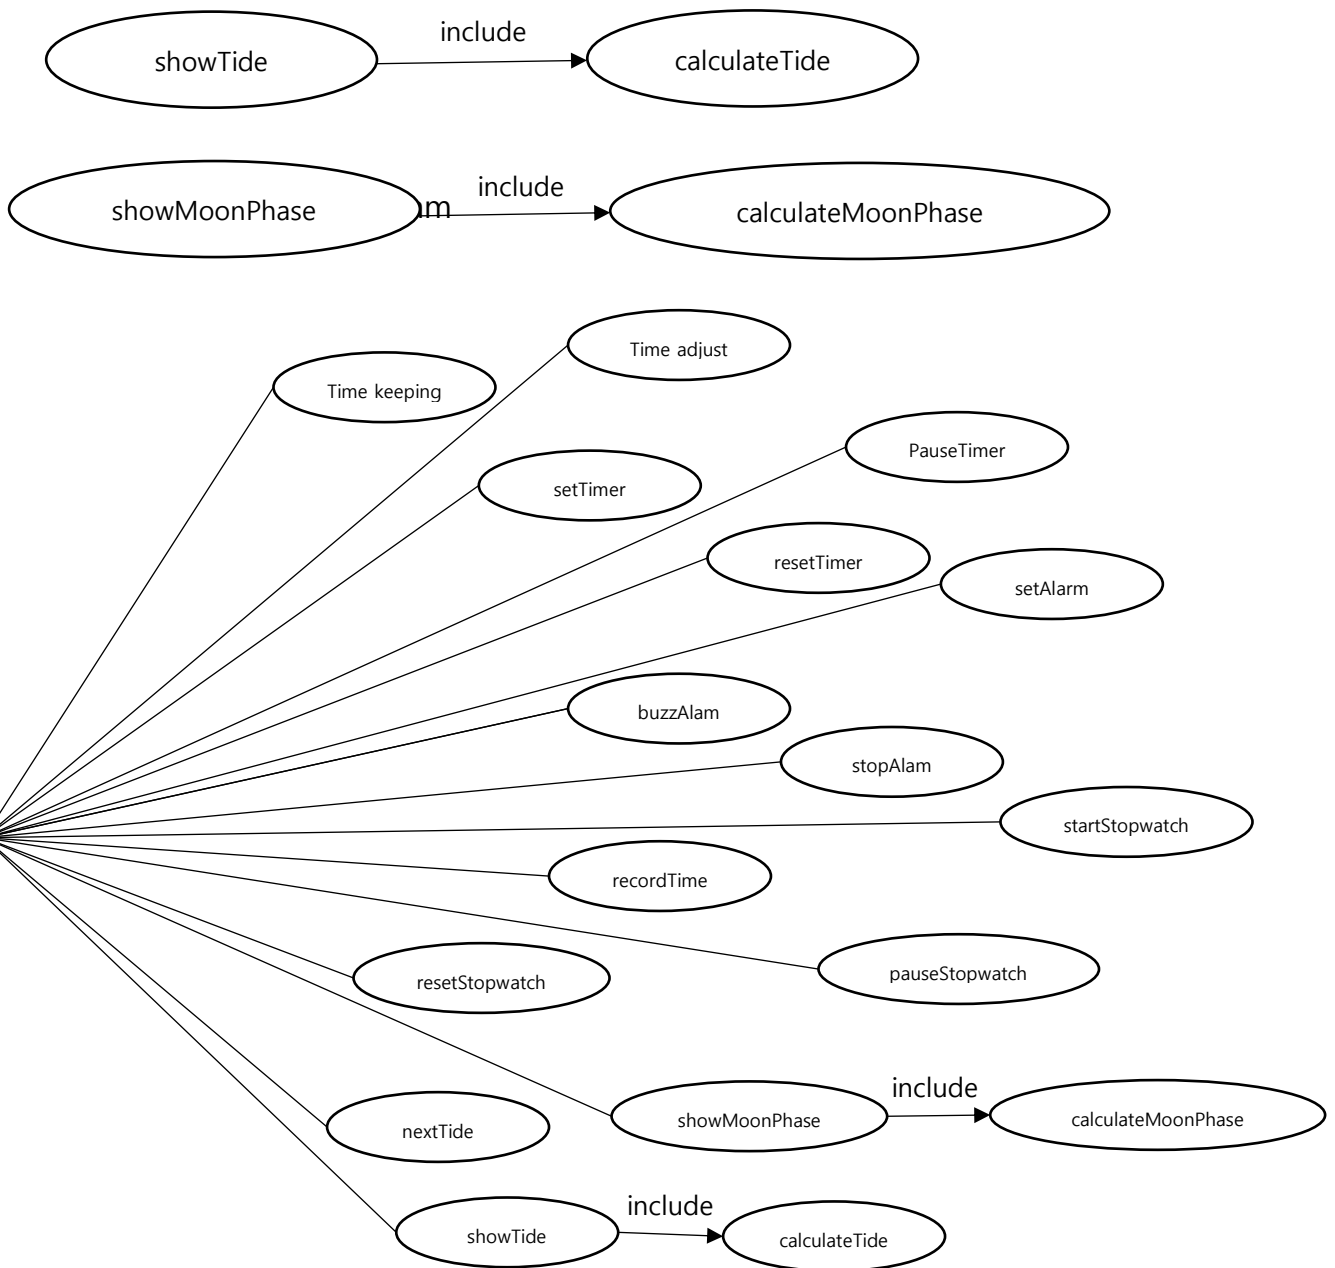 include
showTide
calculateTide
include
showMoonPhase
calculateMoonPhase
Time adjust
Time keeping
PauseTimer
setTimer
resetTimer
setAlarm
buzzAlam
stopAlam
startStopwatch
recordTime
pauseStopwatch
resetStopwatch
include
showMoonPhase
calculateMoonPhase
nextTide
include
showTide
calculateTide